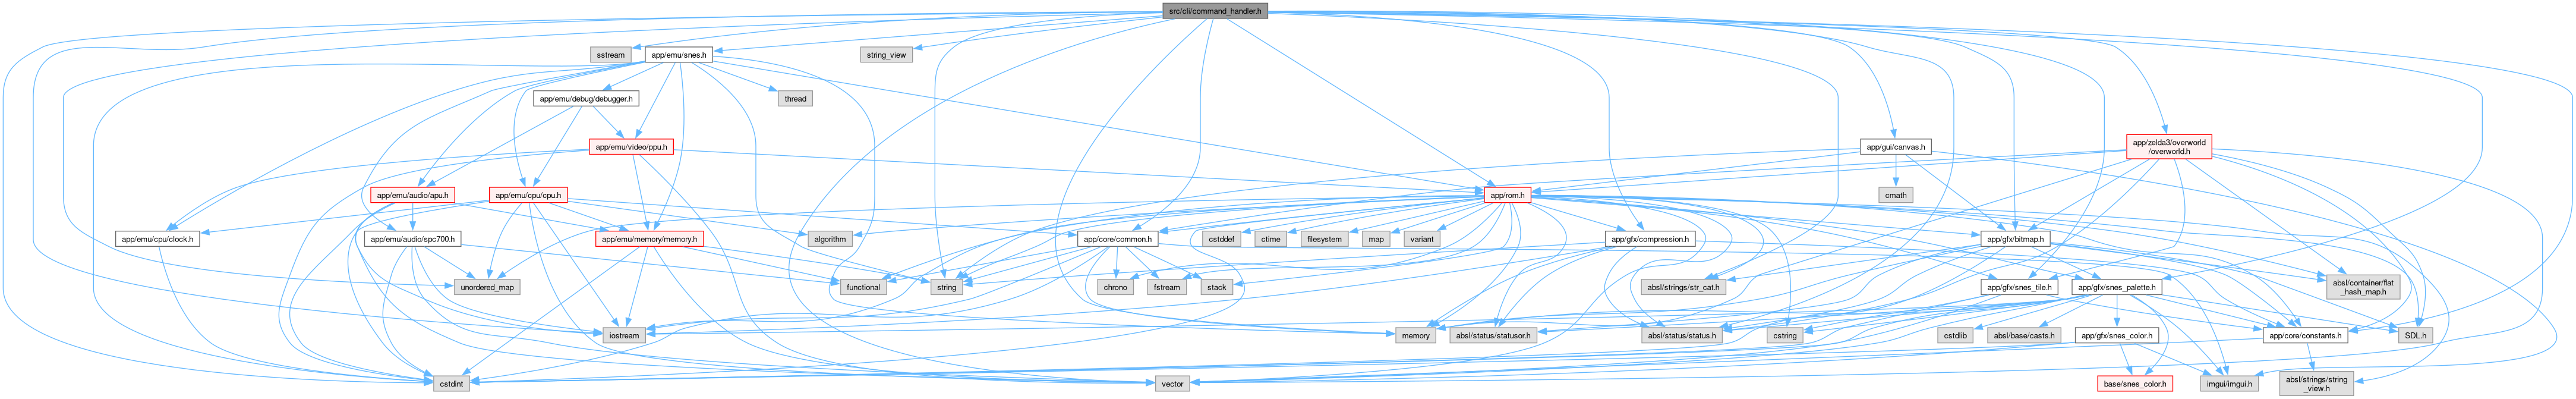 src/cli/command_handler.h
sstream
app/emu/snes.h
string_view
app/emu/debug/debugger.h
thread
app/emu/video/ppu.h
app/gui/canvas.h
app/zelda3/overworld
/overworld.h
app/emu/audio/apu.h
app/emu/cpu/cpu.h
app/rom.h
cmath
app/emu/cpu/clock.h
app/emu/audio/spc700.h
app/emu/memory/memory.h
algorithm
app/core/common.h
cstddef
ctime
filesystem
map
variant
app/gfx/compression.h
app/gfx/bitmap.h
unordered_map
functional
string
chrono
fstream
stack
absl/strings/str_cat.h
app/gfx/snes_tile.h
app/gfx/snes_palette.h
absl/container/flat
_hash_map.h
iostream
memory
absl/status/statusor.h
absl/status/status.h
cstring
cstdlib
absl/base/casts.h
app/gfx/snes_color.h
app/core/constants.h
SDL.h
cstdint
vector
base/snes_color.h
imgui/imgui.h
absl/strings/string
_view.h